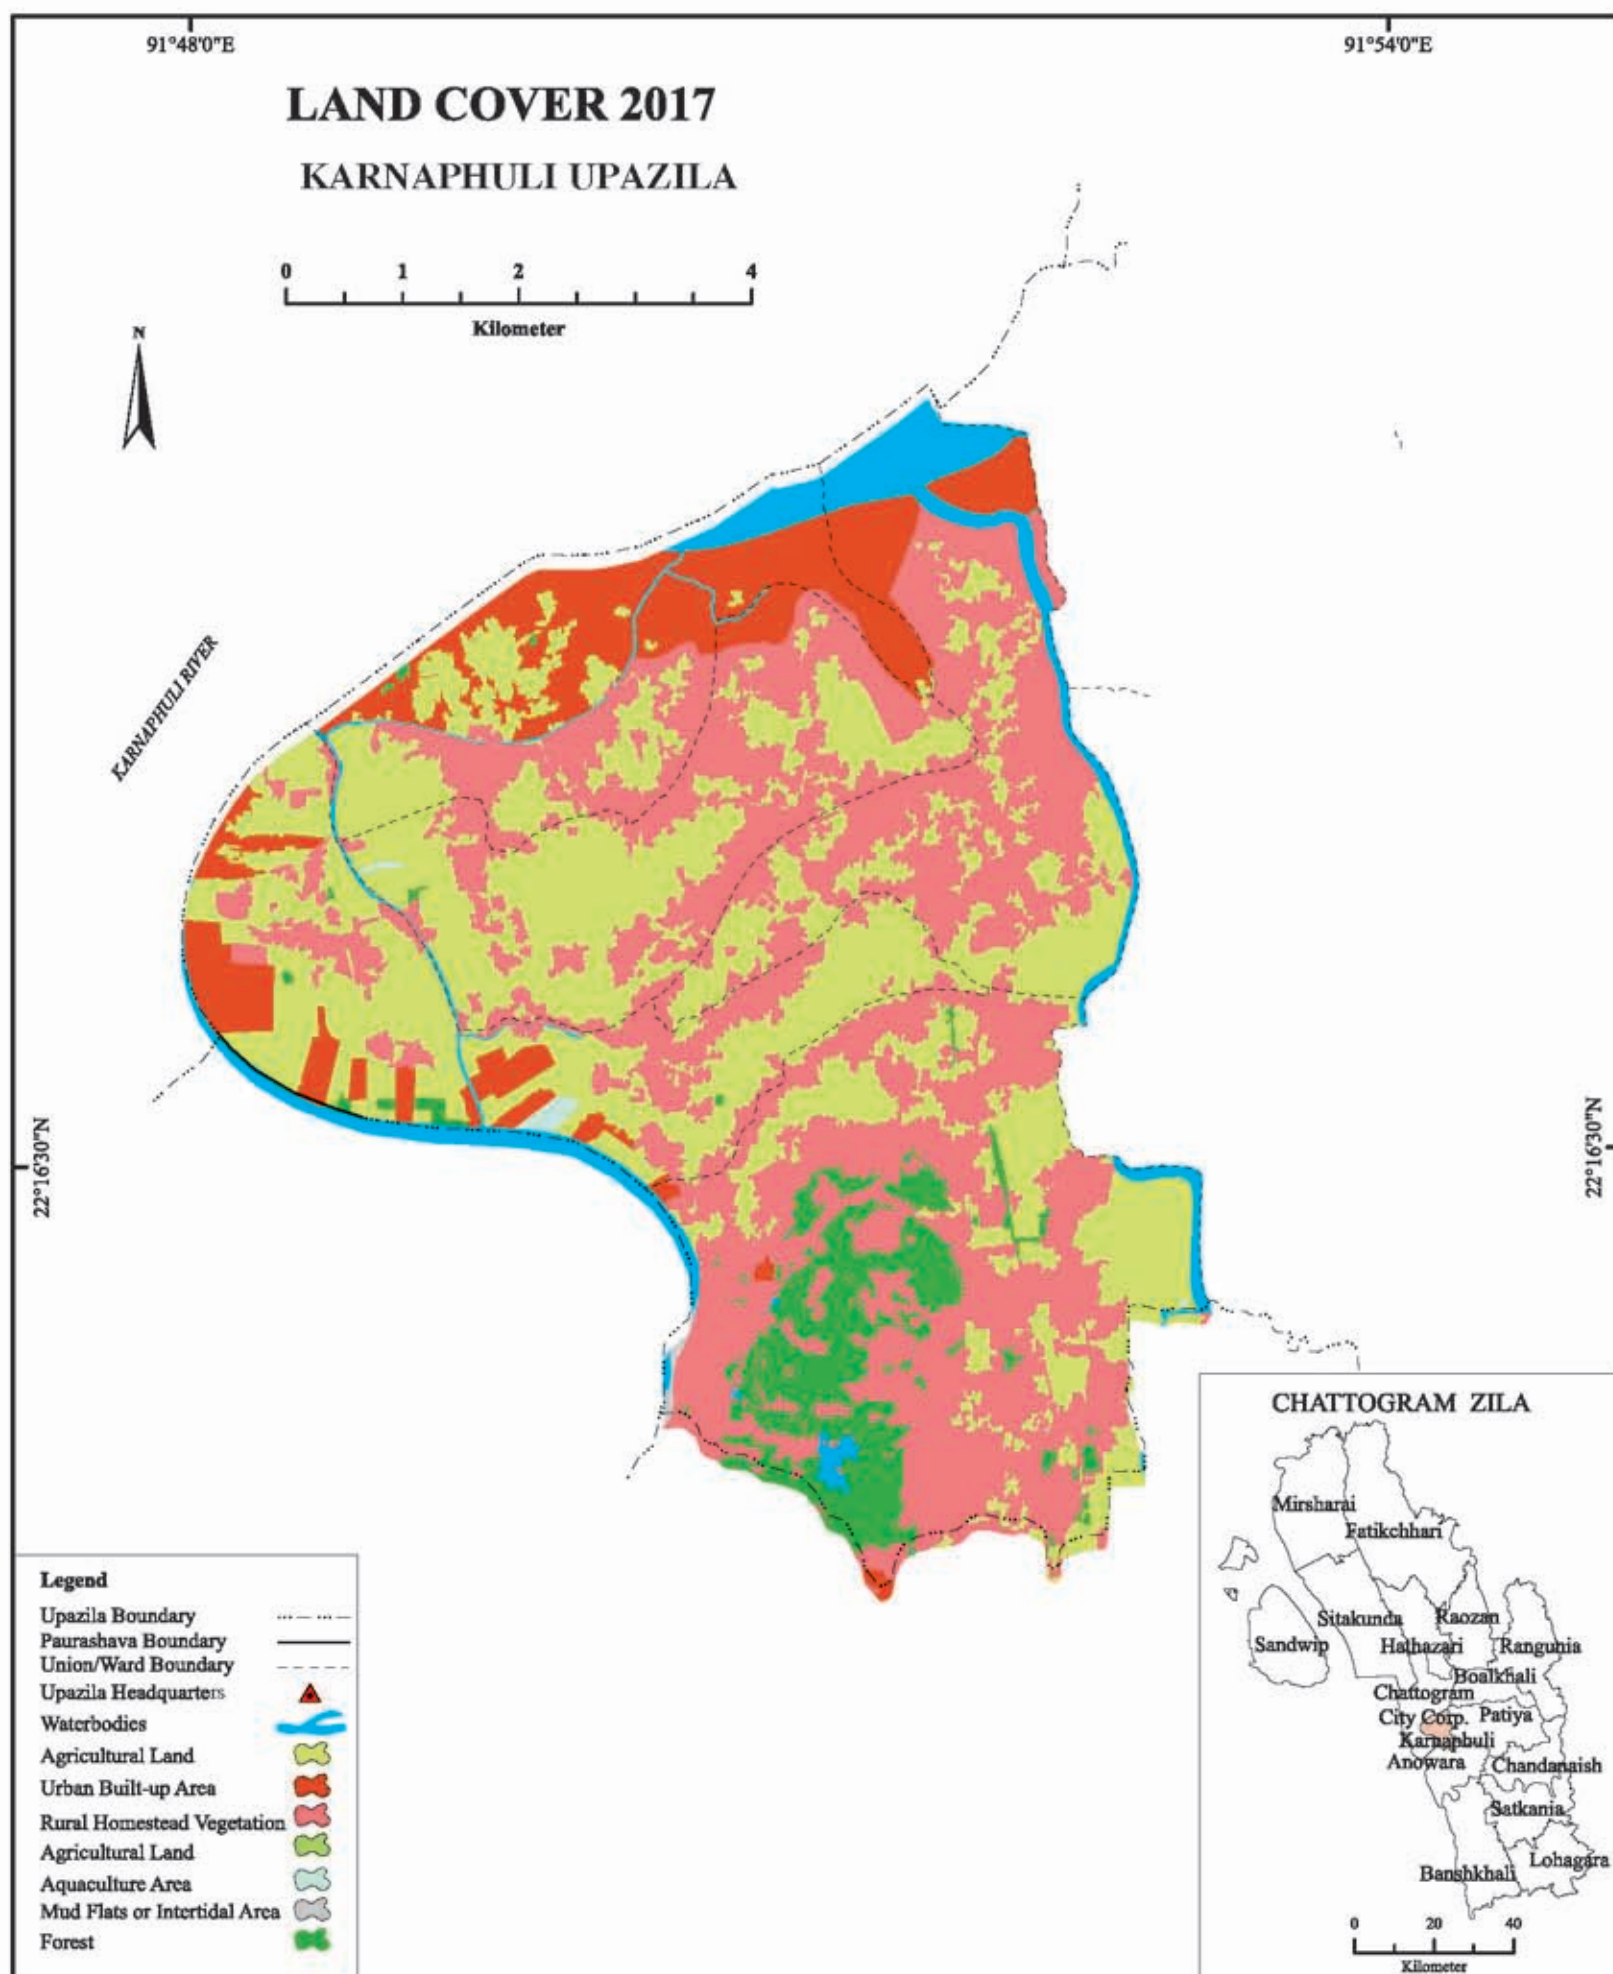 91°48'0"E
91°54'0"E
LAND COVER 2017
KARNAPHULI UPAZILA
0 1 2 4
Kilometer
N
KARNAPHULI RIVER
22°16'30"N
22°16'30"N
CHATTOGRAM ZILA
Mirsharai
Fatikchhari
Sitakunda
Raozan
Sandwip
Hathazari
Rangunia
Boalkhali
Chattogram
City Corp.
Patiya
Karnaphuli
Anowara
Chandanaish
Satkania
Lohagara
Banshkhali
0 20 40
Kilometer
Legend
Upazila Boundary
Paurashava Boundary
Union/Ward Boundary
Upazila Headquarters
Waterbodies
Agricultural Land
Urban Built-up Area
Rural Homestead Vegetation
Agricultural Land
Aquaculture Area
Mud Flats or Intertidal Area
Forest